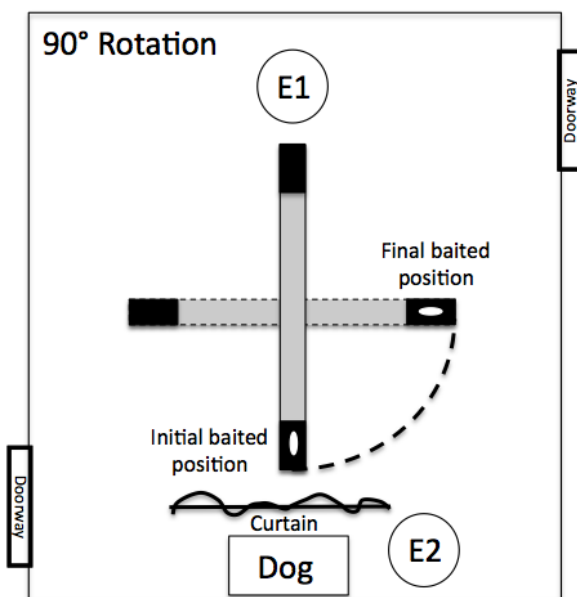 90° Rotation
E1
Doorway
Final baited
position
Initial baited
position
Doorway
Curtain
E2
Dog